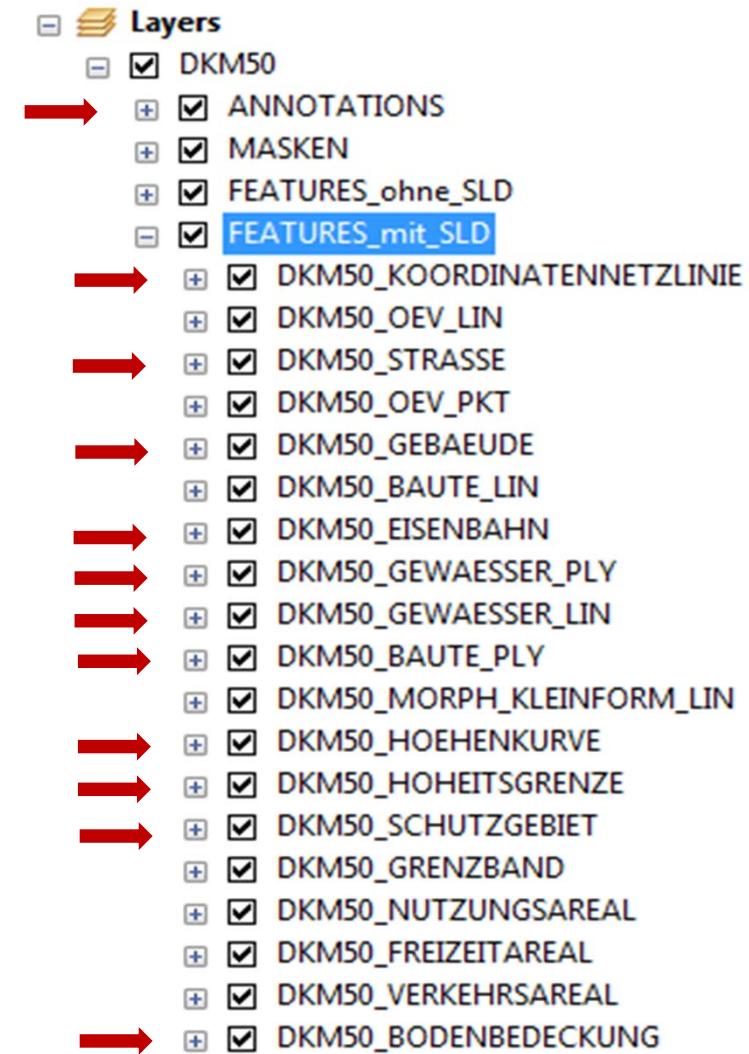 Layers
DKM50
ANNOTATIONS
MASKEN
FEATURES_ohne_SLD
FEATURES_mit_SLD
DKM50_KOORDINATENNETZLINIE
DKM50_OEV_LIN
DKM50_STRASSE
DKM50_OEV_PKT
DKM50_GEBAEUDE
DKM50_BAUTE_LIN
DKM50_EISENBAHN
DKM50_GEWAESSER_PLY
DKM50_GEWAESSER_LIN
DKM50_BAUTE_PLY
DKM50_MORPH_KLEINFORM_LIN
DKM50_HOEHENKURVE
DKM50_HOHEITSGRENZE
DKM50_SCHUTZGEBIET
DKM50_GRENZBAND
DKM50_NUTZUNGSAREAL
DKM50_FREIZEITAREAL
DKM50_VERKEHRSAREAL
DKM50_BODENBEDECKUNG